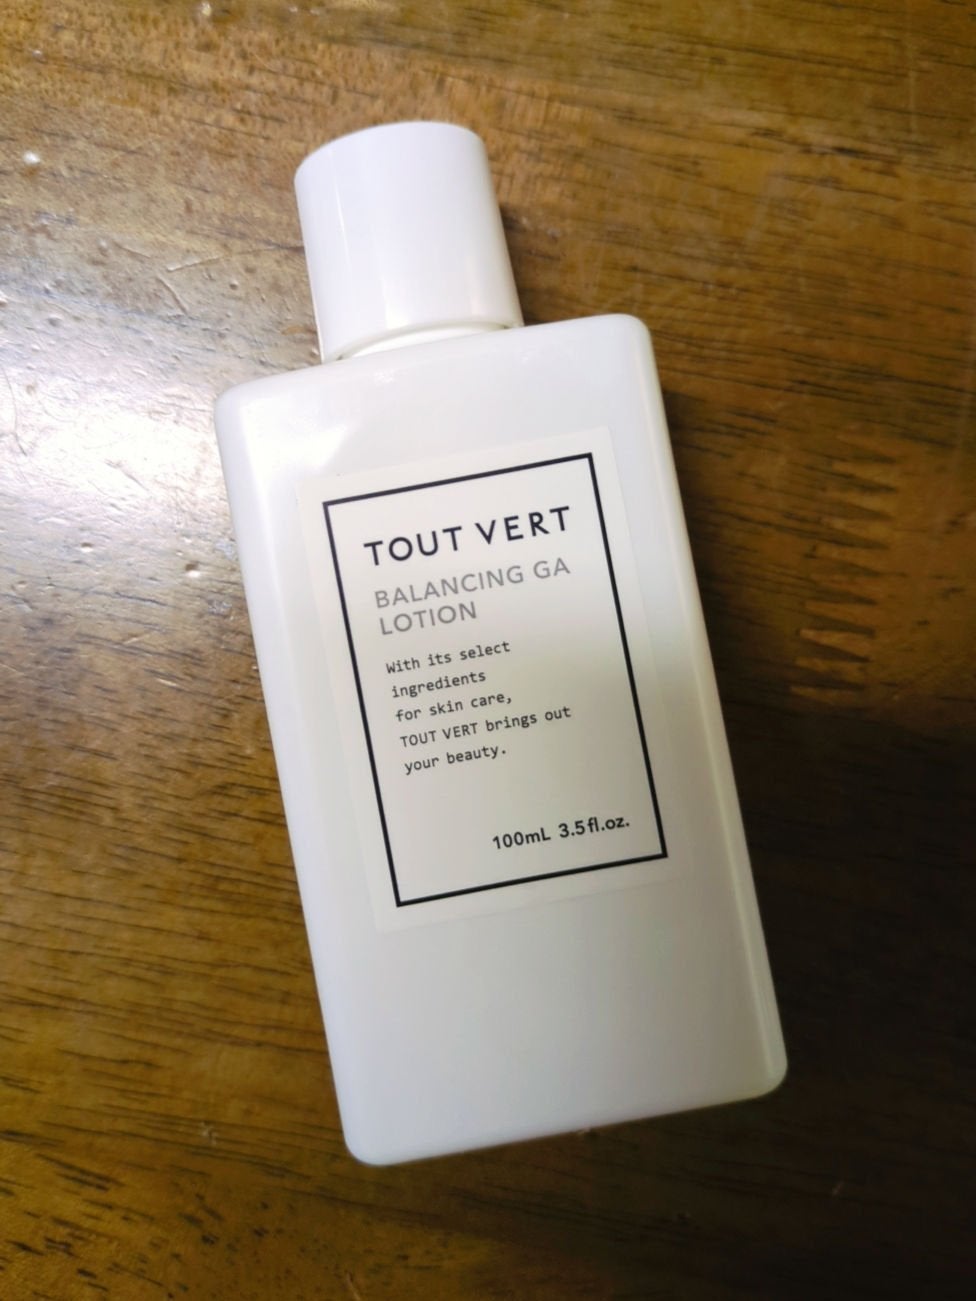 TOUT VERT
BALANCING GA
LOTION
With its select
ingredients
for skin care,
TOUT VERT brings out
your beauty.
100mL 3.5fl.oz.